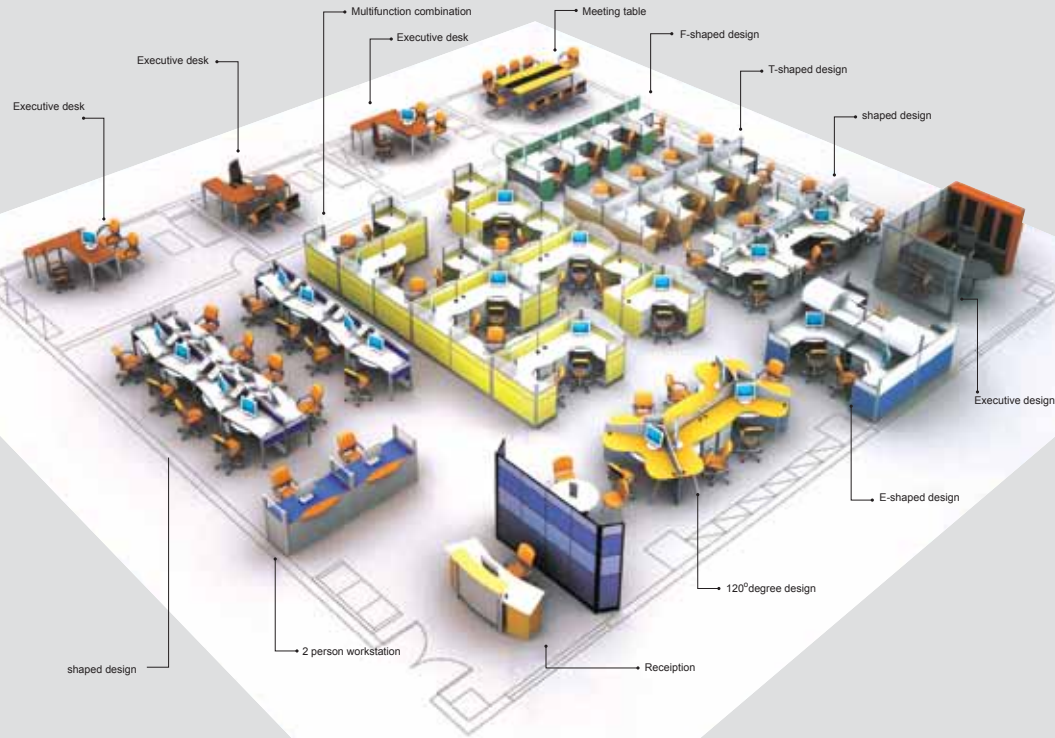 Multifunction combination
Meeting table
Executive desk
F-shaped design
Executive desk
T-shaped design
Executive desk
shaped design
Executive design
E-shaped design
120°degree design
2 person workstation
Receiption
shaped design